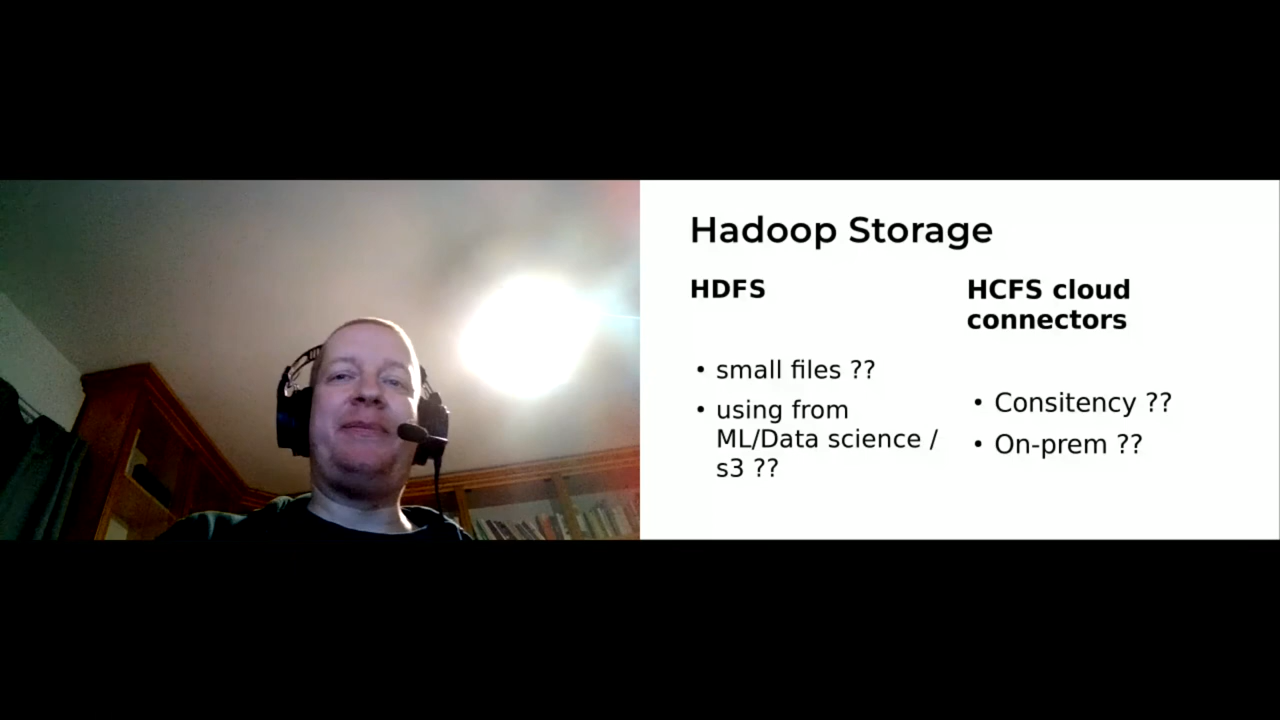 Hadoop Storage
HDFS
• small files ??
• using from
ML/Data science /
s3 ??
HCFS cloud
connectors
• Consitency ??
• On-prem ??